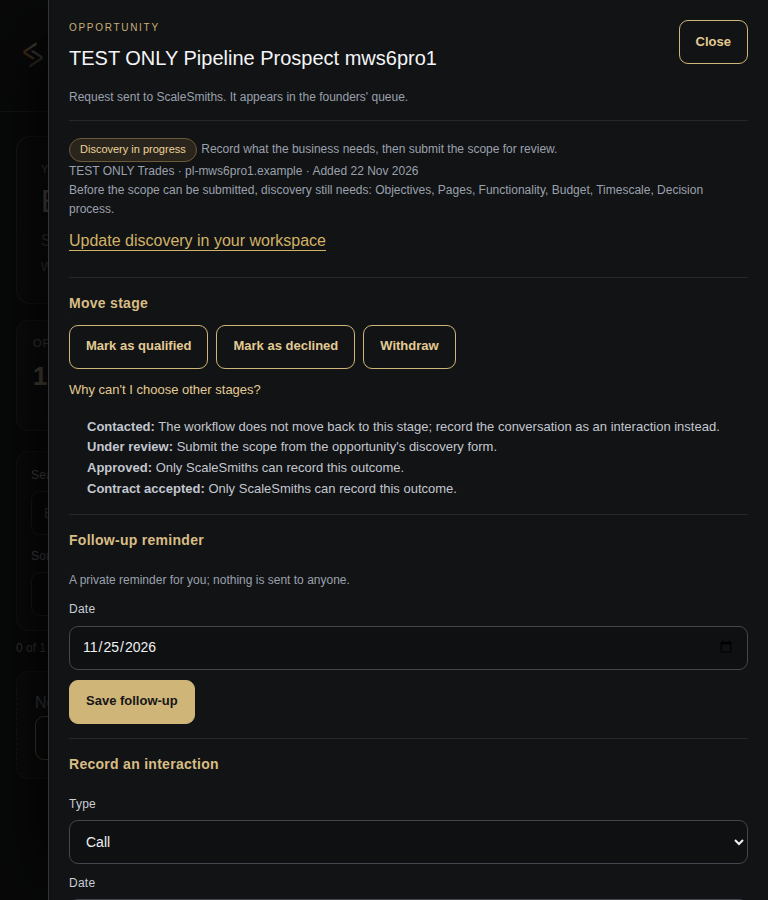 OPPORTUNITY
TEST ONLY Pipeline Prospect mws6pro1
Close
Request sent to ScaleSmiths. It appears in the founders' queue.
Discovery in progress Record what the business needs, then submit the scope for review.
TEST ONLY Trades · pl-mws6pro1.example · Added 22 Nov 2026
Before the scope can be submitted, discovery still needs: Objectives, Pages, Functionality, Budget, Timescale, Decision
process.
Update discovery in your workspace
Move stage
Mark as qualified Mark as declined Withdraw
Why can't I choose other stages?
Contacted: The workflow does not move back to this stage; record the conversation as an interaction instead.
Under review: Submit the scope from the opportunity's discovery form.
Approved: Only ScaleSmiths can record this outcome.
Contract accepted: Only ScaleSmiths can record this outcome.
Follow-up reminder
A private reminder for you; nothing is sent to anyone.
Date
11/25/2026
Save follow-up
Record an interaction
Type
Call
Date
0 of 1